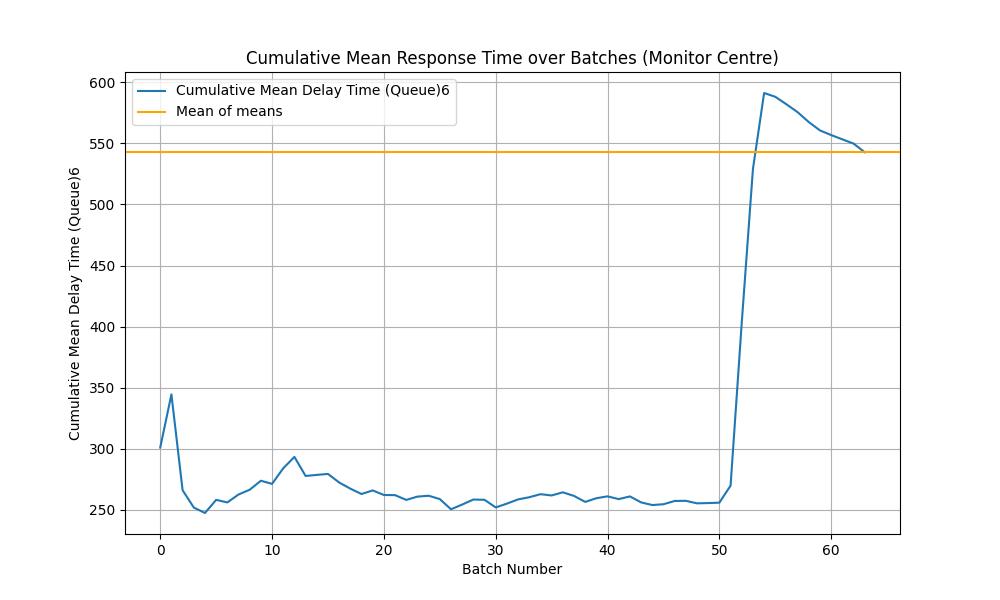 Cumulative Mean Response Time over Batches (Monitor Centre)
Cumulative Mean Delay Time (Queue)6
Mean of means
Cumulative Mean Delay Time (Queue)6
600
550
500
450
400
350
300
250
0 10 20 30 40 50 60
Batch Number